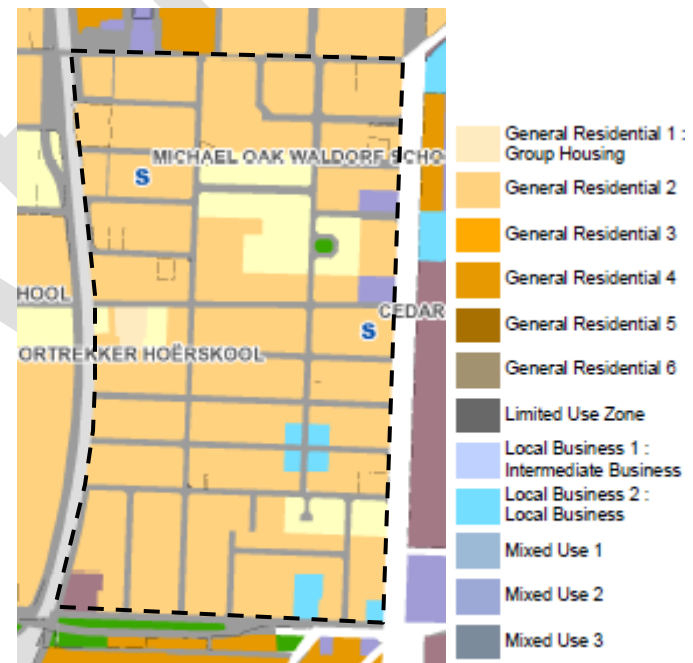 MICHAEL OAK WALDORF SCHO
S
HOOL
CEDAR
S
ORTREKKER HOËRSKOOL
General Residential 1 :
Group Housing
General Residential 2
General Residential 3
General Residential 4
General Residential 5
General Residential 6
Limited Use Zone
Local Business 1 :
Intermediate Business
Local Business 2 :
Local Business
Mixed Use 1
Mixed Use 2
Mixed Use 3